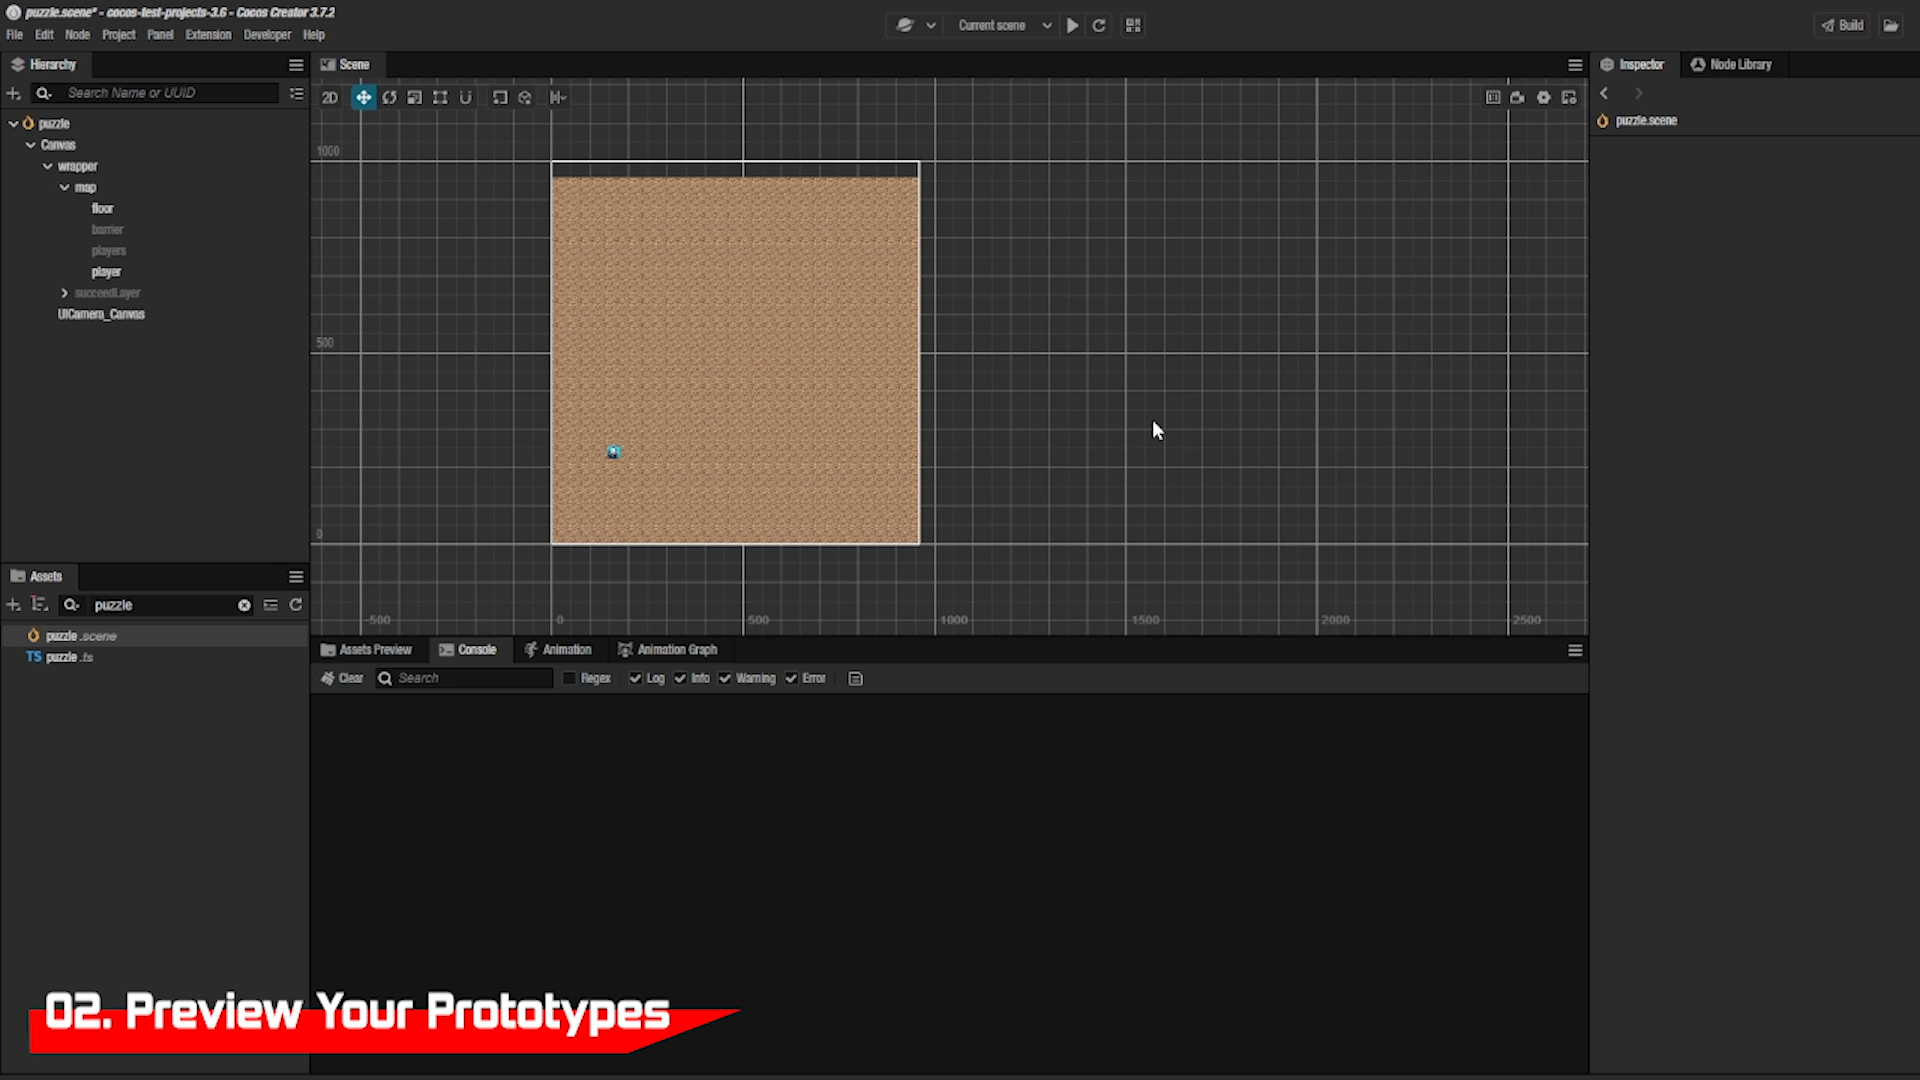 puzzle.scene* - cocos-test-projects-3.6 - Cocos Creator 3.7.2
File Edit Node Project Panel Extension Developer Help
Current scene
Build
Hierarchy
Search Name or UUID
puzzle
Canvas
wrapper
map
floor
barrier
players
player
succeedLayer
UICamera_Canvas
Scene
2D
1000
500
0
-500 0 500 1000 1500 2000 2500
Inspector Node Library
puzzle.scene
Assets
puzzle
puzzle.scene
TS puzzle.ts
Assets Preview Console Animation Animation Graph
Clear Search Regex Log Info Warning Error
02. Preview Your Prototypes